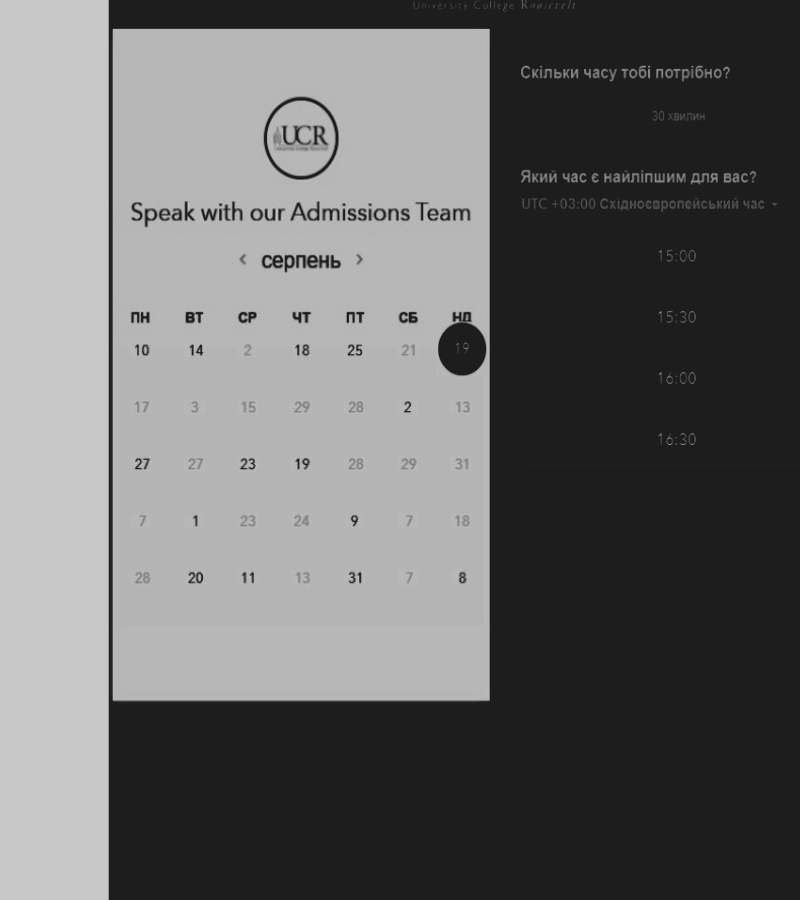 University College Roosevelt
UCR
Speak with our Admissions Team
‹ серпень ›
ПН ВТ СР ЧТ ПТ СБ НД
10 14 2 18 25 21 19
17 3 15 29 28 2 13
27 27 23 19 28 29 31
7 1 23 24 9 7 18
28 20 11 13 31 7 8
Скільки часу тобі потрібно?
30 хвилин
Який час є найліпшим для вас?
UTC +03:00 Східноєвропейський час
15:00
15:30
16:00
16:30